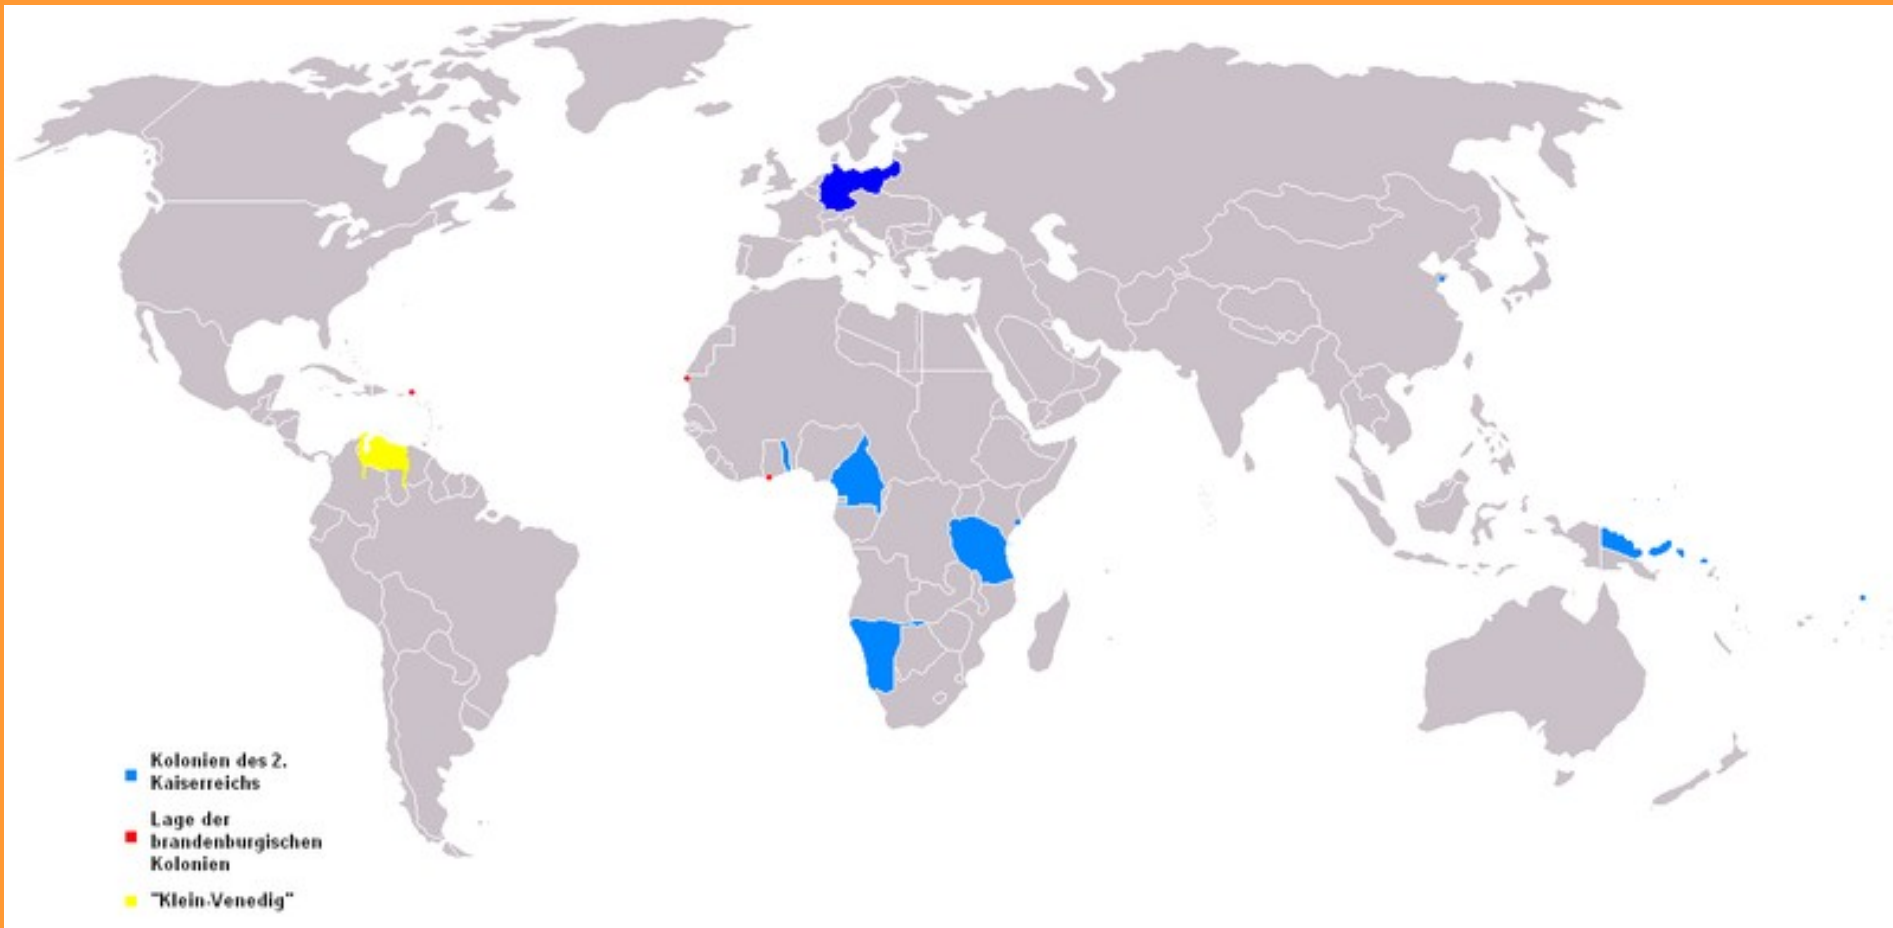 Kolonien des 2.
Kaiserreichs
Lage der
brandenburgischen
Kolonien
"Klein-Venedig"